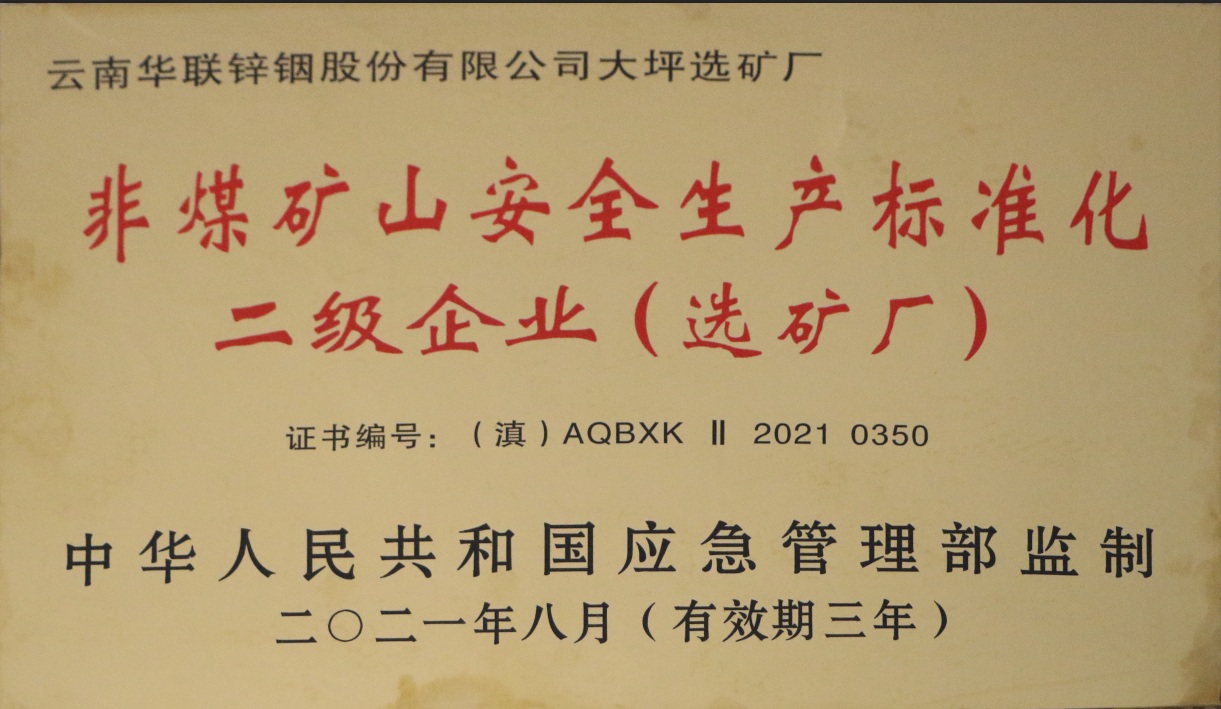 云南华联锌铟股份有限公司大坪选矿厂
非煤矿山安全生产标准化
二级企业(选矿厂)
证书编号:(滇)AQBXK Ⅱ 2021 0350
中华人民共和国应急管理部监制
二〇二一年八月(有效期三年)